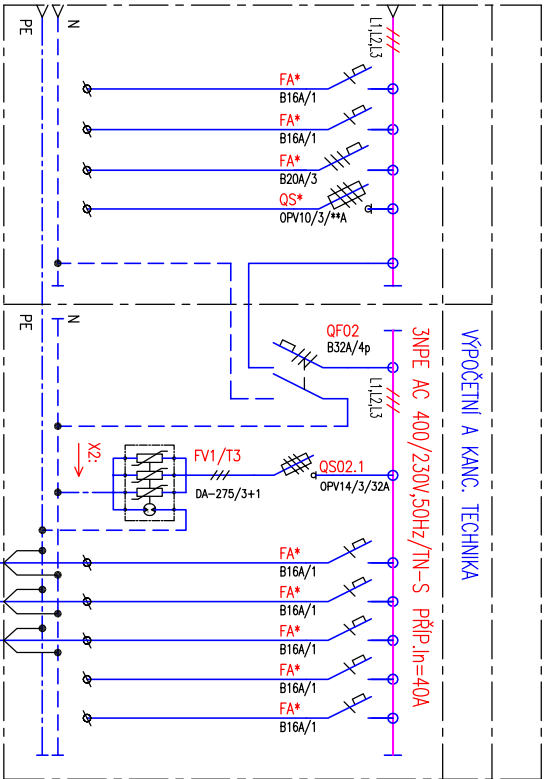 VÝPOČETNÍ A KANC. TECHNIKA
3NPE AC 400/230V,50Hz/TN-S PŘÍP.In=40A
L1,L2,L3
N
PE
FA*
B16A/1
FA*
B16A/1
FA*
B20A/3
QS*
OPV10/3/**A
QF02
B32A/4p
L1,L2,L3
N
PE
X2:
FV1/T3
DA-275/3+1
QS02.1
OPV14/3/32A
FA*
B16A/1
FA*
B16A/1
FA*
B16A/1
FA*
B16A/1
FA*
B16A/1